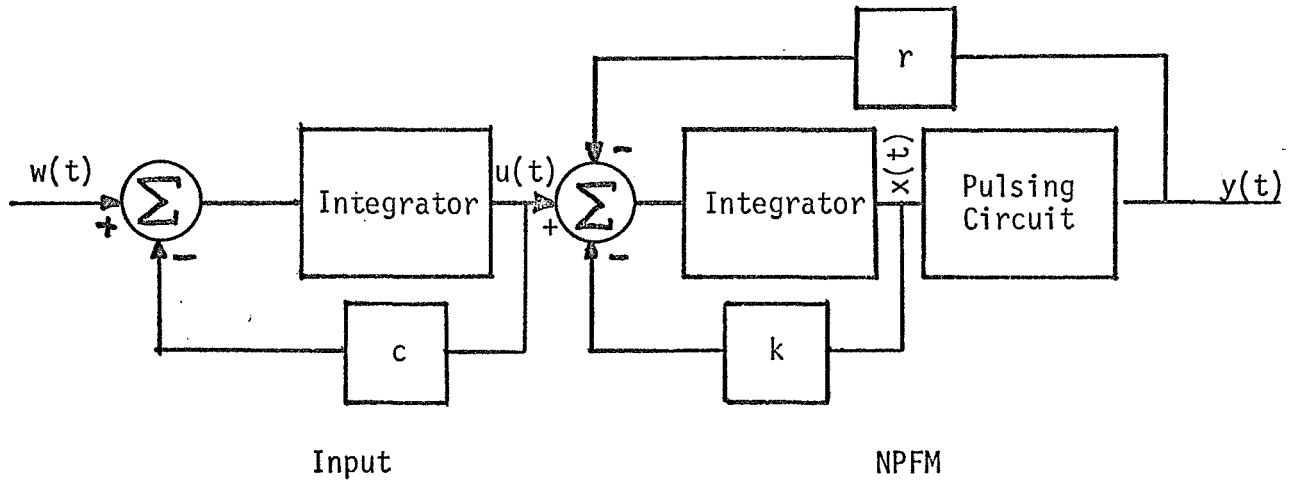 r
w(t)
+
Σ
−
Integrator
u(t)
+
Σ
−
−
Integrator
x(t)
Pulsing
Circuit
y(t)
c
k
Input
NPFM